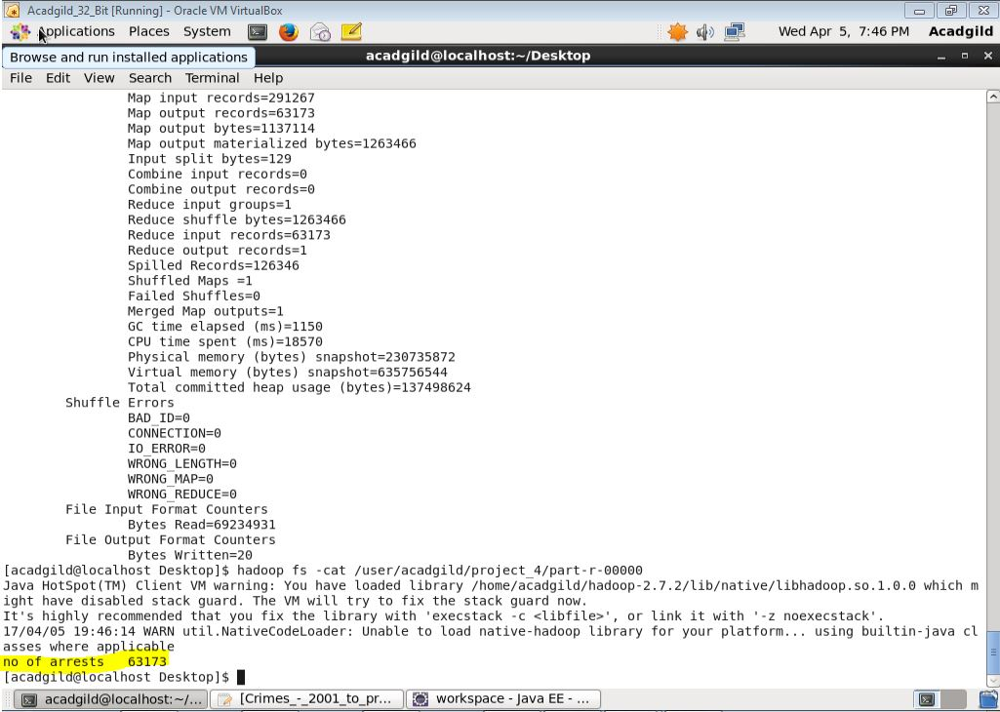 Acadgild_32_Bit [Running] - Oracle VM VirtualBox
Applications Places System Wed Apr 5, 7:46 PM Acadgild
Browse and run installed applications
acadgild@localhost:~/Desktop
File Edit View Search Terminal Help
Map input records=291267
Map output records=63173
Map output bytes=1137114
Map output materialized bytes=1263466
Input split bytes=129
Combine input records=0
Combine output records=0
Reduce input groups=1
Reduce shuffle bytes=1263466
Reduce input records=63173
Reduce output records=1
Spilled Records=126346
Shuffled Maps =1
Failed Shuffles=0
Merged Map outputs=1
GC time elapsed (ms)=1150
CPU time spent (ms)=18570
Physical memory (bytes) snapshot=230735872
Virtual memory (bytes) snapshot=635756544
Total committed heap usage (bytes)=137498624
Shuffle Errors
BAD_ID=0
CONNECTION=0
IO_ERROR=0
WRONG_LENGTH=0
WRONG_MAP=0
WRONG_REDUCE=0
File Input Format Counters
Bytes Read=69234931
File Output Format Counters
Bytes Written=20
[acadgild@localhost Desktop]$ hadoop fs -cat /user/acadgild/project_4/part-r-00000
Java HotSpot(TM) Client VM warning: You have loaded library /home/acadgild/hadoop-2.7.2/lib/native/libhadoop.so.1.0.0 which m
ight have disabled stack guard. The VM will try to fix the stack guard now.
It's highly recommended that you fix the library with 'execstack -c <libfile>', or link it with '-z noexecstack'.
17/04/05 19:46:14 WARN util.NativeCodeLoader: Unable to load native-hadoop library for your platform... using builtin-java cl
asses where applicable
no of arrests 63173
[acadgild@localhost Desktop]$
acadgild@localhost:~/... [Crimes_-_2001_to_pr... workspace - Java EE - ...